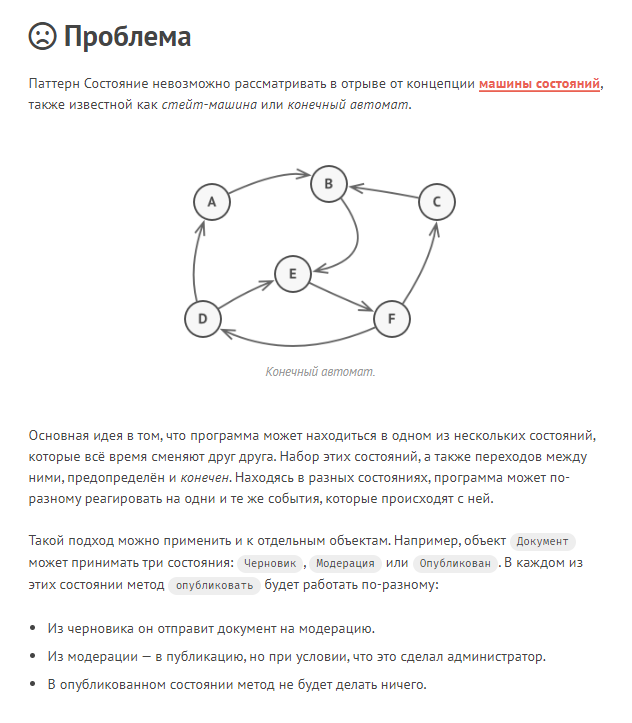 Проблема
Паттерн Состояние невозможно рассматривать в отрыве от концепции машины состояний,
также известной как стейт-машина или конечный автомат.
A
B
C
E
D
F
Конечный автомат.
Основная идея в том, что программа может находиться в одном из нескольких состояний,
которые всё время сменяют друг друга. Набор этих состояний, а также переходов между
ними, предопределён и конечен. Находясь в разных состояниях, программа может по-
разному реагировать на одни и те же события, которые происходят с ней.
Такой подход можно применить и к отдельным объектам. Например, объект Документ
может принимать три состояния: Черновик, Модерация или Опубликован. В каждом из
этих состоянии метод опубликовать будет работать по-разному:
• Из черновика он отправит документ на модерацию.
• Из модерации — в публикацию, но при условии, что это сделал администратор.
• В опубликованном состоянии метод не будет делать ничего.